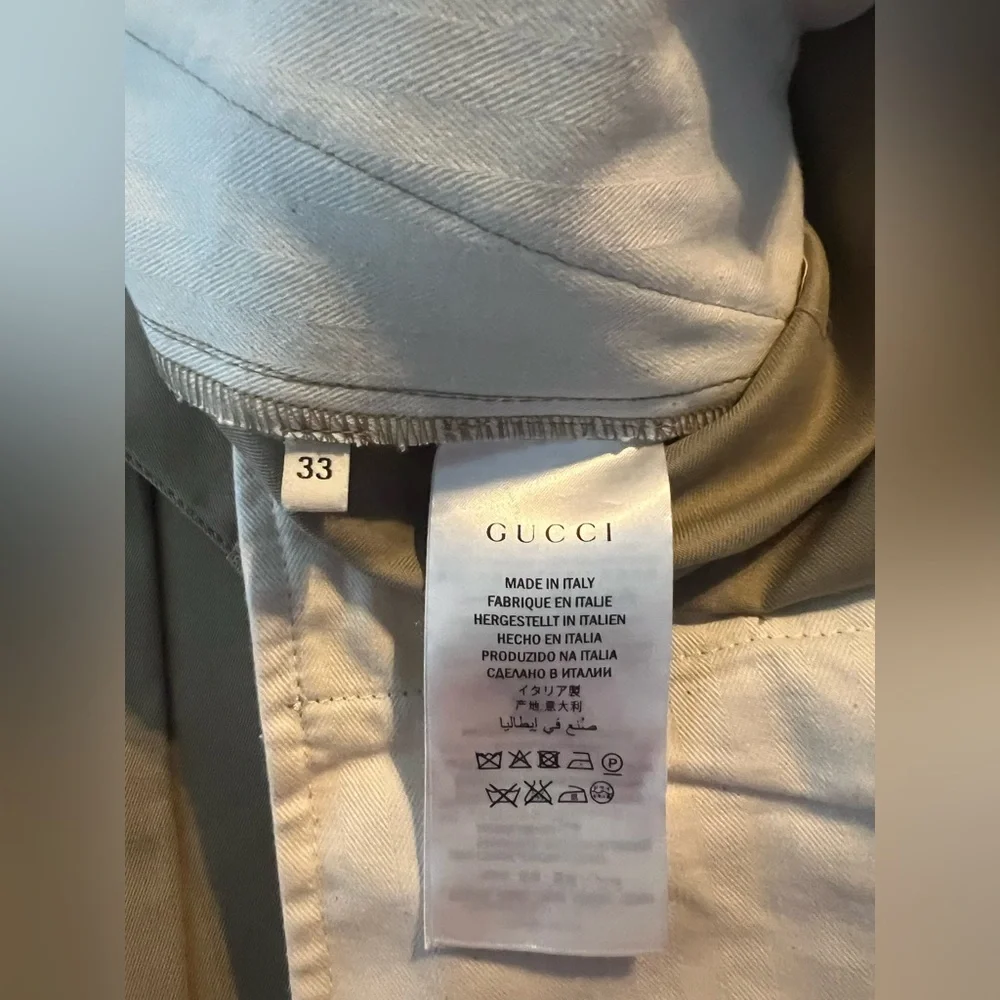 33
GUCCI
MADE IN ITALY
FABRIQUE EN ITALIE
HERGESTELLT IN ITALIEN
HECHO EN ITALIA
PRODUZIDO NA ITALIA
СДЕЛАНО В ИТАЛИИ
イタリア製
产地 意大利
صنع في إيطاليا
P